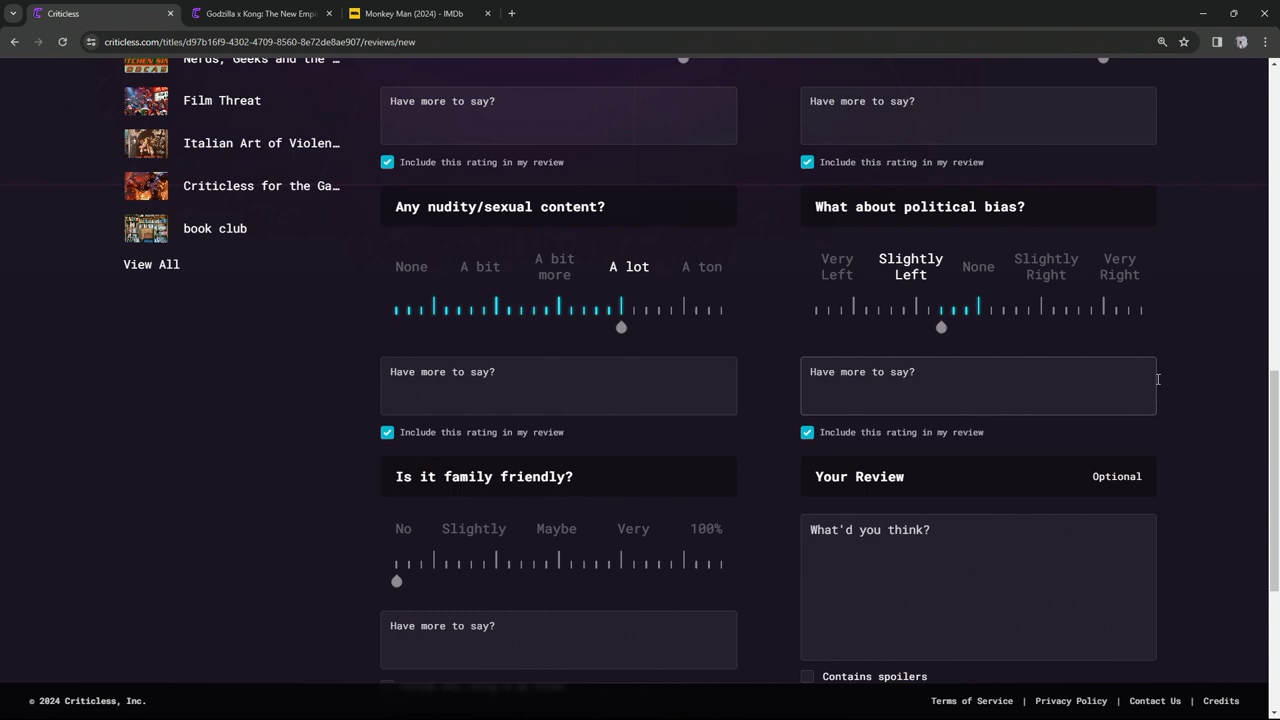 Criticless
Godzilla x Kong: The New Empi
Monkey Man (2024) - IMDb
criticless.com/titles/d97b16f9-4302-4709-8560-8e72de8ae907/reviews/new
Nerds, Geeks and the …
Film Threat
Italian Art of Violen…
Criticless for the Ga…
book club
View All
Have more to say?
Have more to say?
Include this rating in my review
Include this rating in my review
Any nudity/sexual content?
What about political bias?
None
A bit
A bit
more
A lot
A ton
Very
Left
Slightly
Left
None
Slightly
Right
Very
Right
Have more to say?
Have more to say?
Include this rating in my review
Include this rating in my review
Is it family friendly?
Your Review
Optional
No
Slightly
Maybe
Very
100%
What'd you think?
Have more to say?
Contains spoilers
© 2024 Criticless, Inc.
Terms of Service | Privacy Policy | Contact Us | Credits